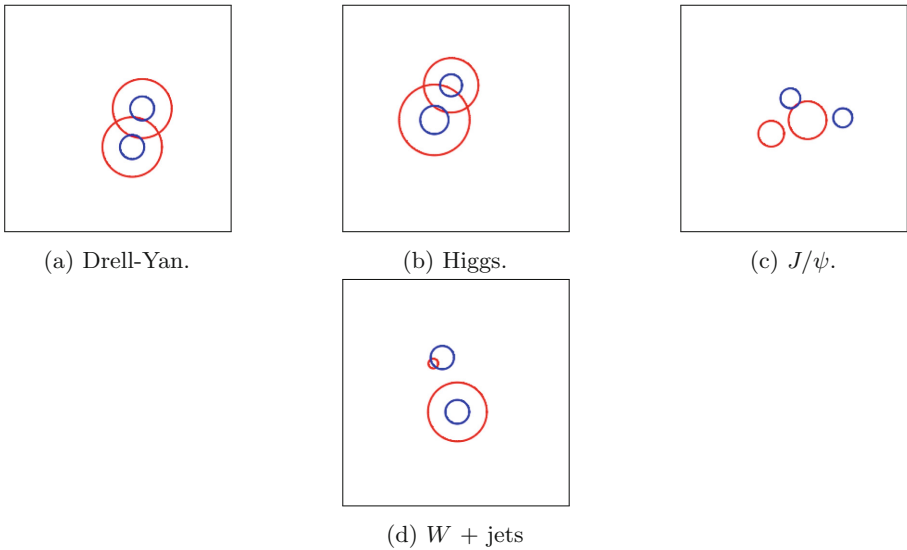 (a) Drell-Yan.
(b) Higgs.
(c) J/ψ.
(d) W + jets